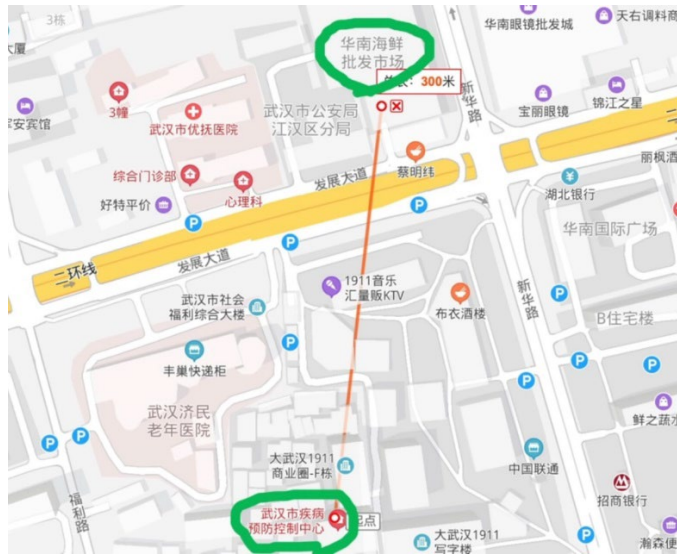 3栋
大厦
安宾馆
3幢
武汉市优抚医院
综合门诊部
心理科
好特平价
P
武汉市公安局
江汉区分局
华南海鲜
批发市场
300米
新华路
蔡明纬
发展大道
华南眼镜批发城
天右调料商
宝丽眼镜
锦江之星
丽枫酒
湖北银行
华南国际广场
二环线
发展大道
P
P
P
武汉市社会
福利综合大楼
1911音乐
汇量贩KTV
布衣酒楼
新华路
P
B住宅楼
丰巢快递柜
P
P
P
武汉济民
老年医院
P
P
福利路
大武汉1911
商业圈-F栋
中国联通
鲜之蔬水
招商银行
武汉市疾病
预防控制中心
起点
大武汉1911
写字楼
瀚森便